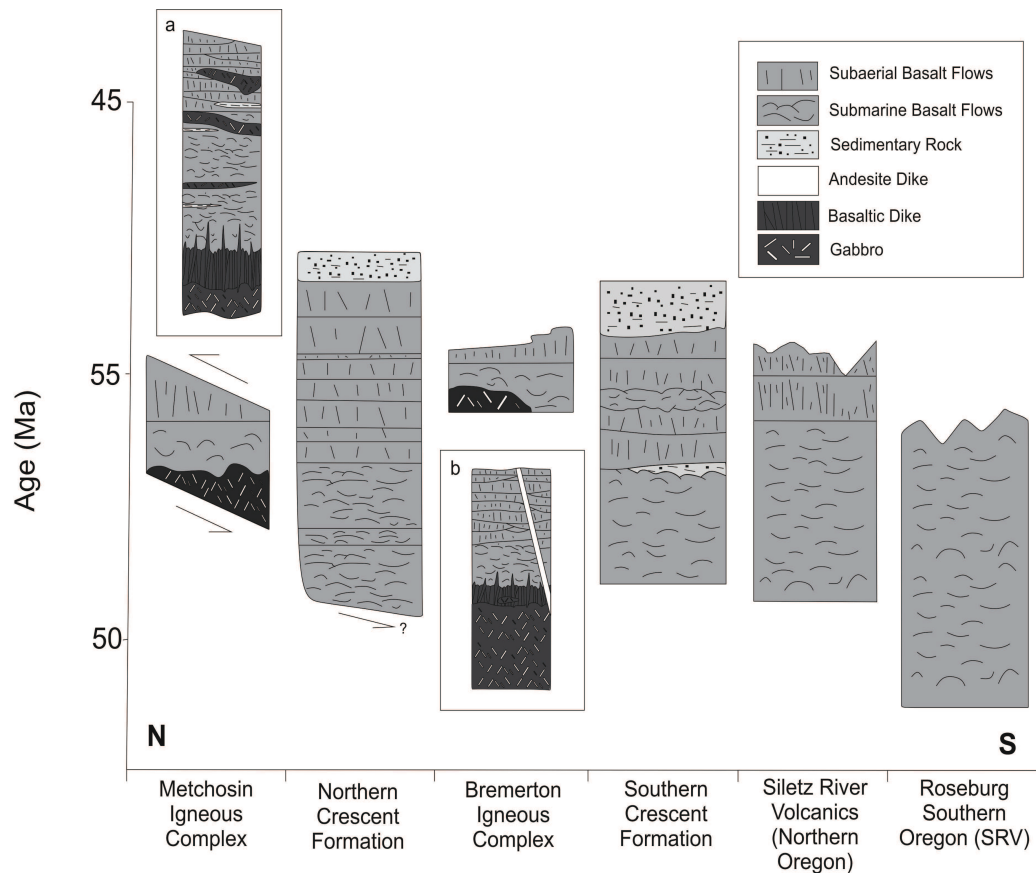 a
45
Age (Ma)
55
50
N
S
?
b
Subaerial Basalt Flows
Submarine Basalt Flows
Sedimentary Rock
Andesite Dike
Basaltic Dike
Gabbro
Metchosin
Igneous
Complex
Northern
Crescent
Formation
Bremerton
Igneous
Complex
Southern
Crescent
Formation
Siletz River
Volcanics
(Northern
Oregon)
Roseburg
Southern
Oregon (SRV)